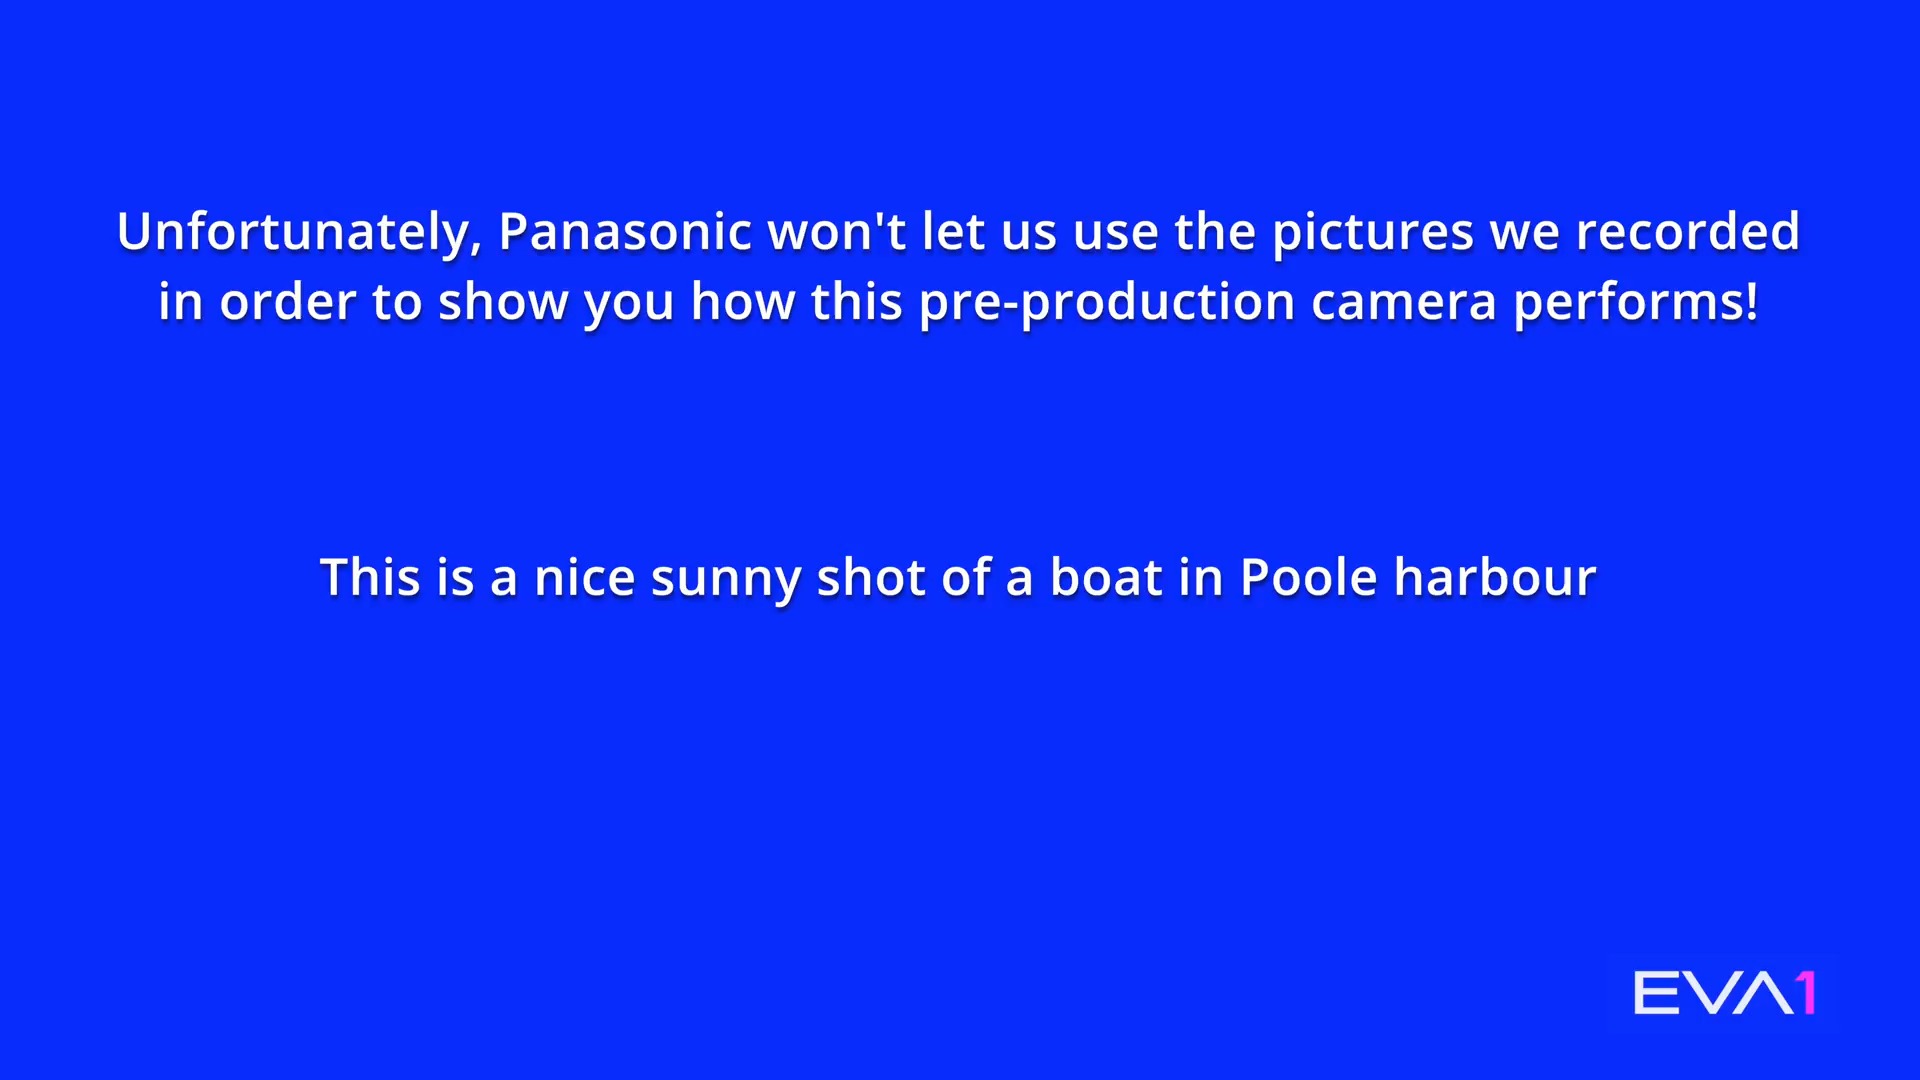 Unfortunately, Panasonic won't let us use the pictures we recorded
in order to show you how this pre-production camera performs!
This is a nice sunny shot of a boat in Poole harbour
EVA1